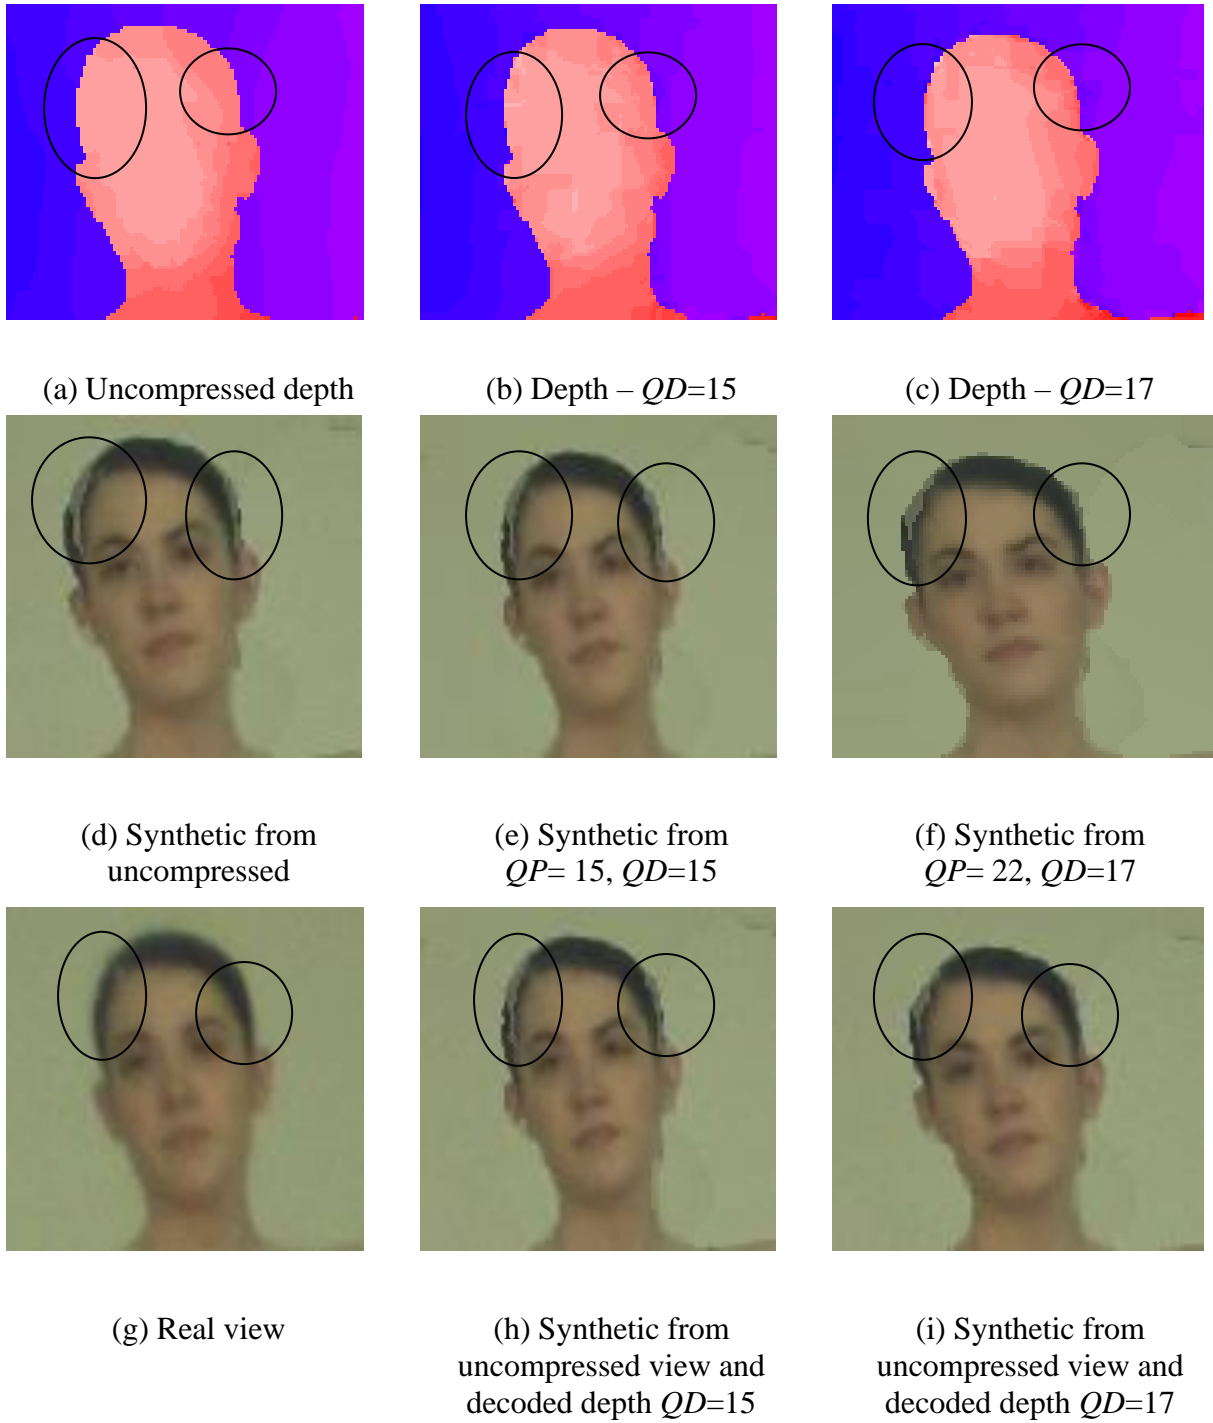 (a) Uncompressed depth
(b) Depth – QD=15
(c) Depth – QD=17
(d) Synthetic from
uncompressed
(e) Synthetic from
QP= 15, QD=15
(f) Synthetic from
QP= 22, QD=17
(g) Real view
(h) Synthetic from
uncompressed view and
decoded depth QD=15
(i) Synthetic from
uncompressed view and
decoded depth QD=17